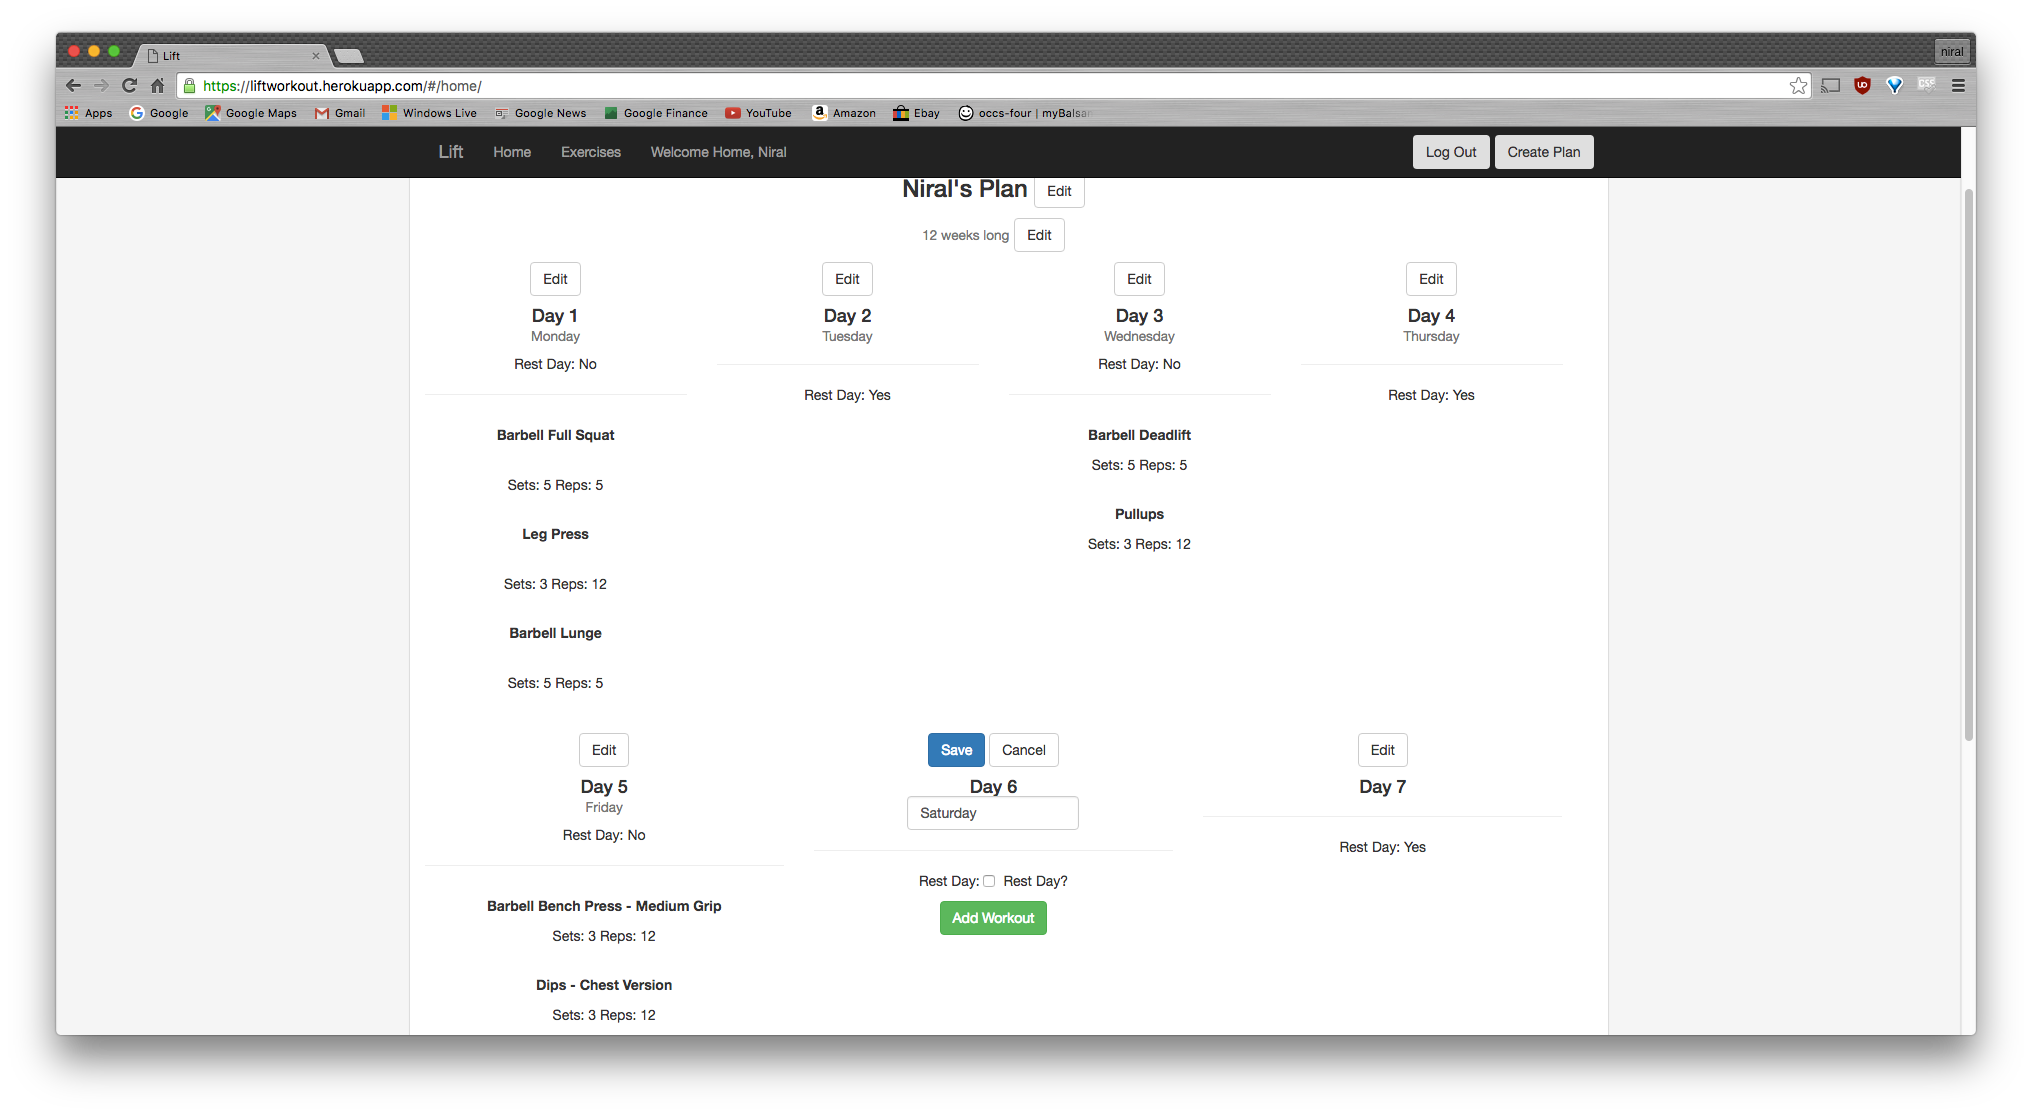 Lift
niral
https://liftworkout.herokuapp.com/#/home/
Apps Google Google Maps Gmail Windows Live Google News Google Finance YouTube Amazon Ebay occs-four | myBalsa
Lift Home Exercises Welcome Home, Niral Log Out Create Plan
Niral's Plan Edit
12 weeks long Edit
Edit Edit Edit Edit
Day 1 Day 2 Day 3 Day 4
Monday Tuesday Wednesday Thursday
Rest Day: No Rest Day: No
Rest Day: Yes Rest Day: Yes
Barbell Full Squat Barbell Deadlift
Sets: 5 Reps: 5
Sets: 5 Reps: 5
Pullups
Leg Press
Sets: 3 Reps: 12
Sets: 3 Reps: 12
Barbell Lunge
Sets: 5 Reps: 5
Edit Save Cancel Edit
Day 5 Day 6 Day 7
Friday Saturday
Rest Day: No
Rest Day: Yes
Rest Day: Rest Day?
Barbell Bench Press - Medium Grip
Add Workout
Sets: 3 Reps: 12
Dips - Chest Version
Sets: 3 Reps: 12